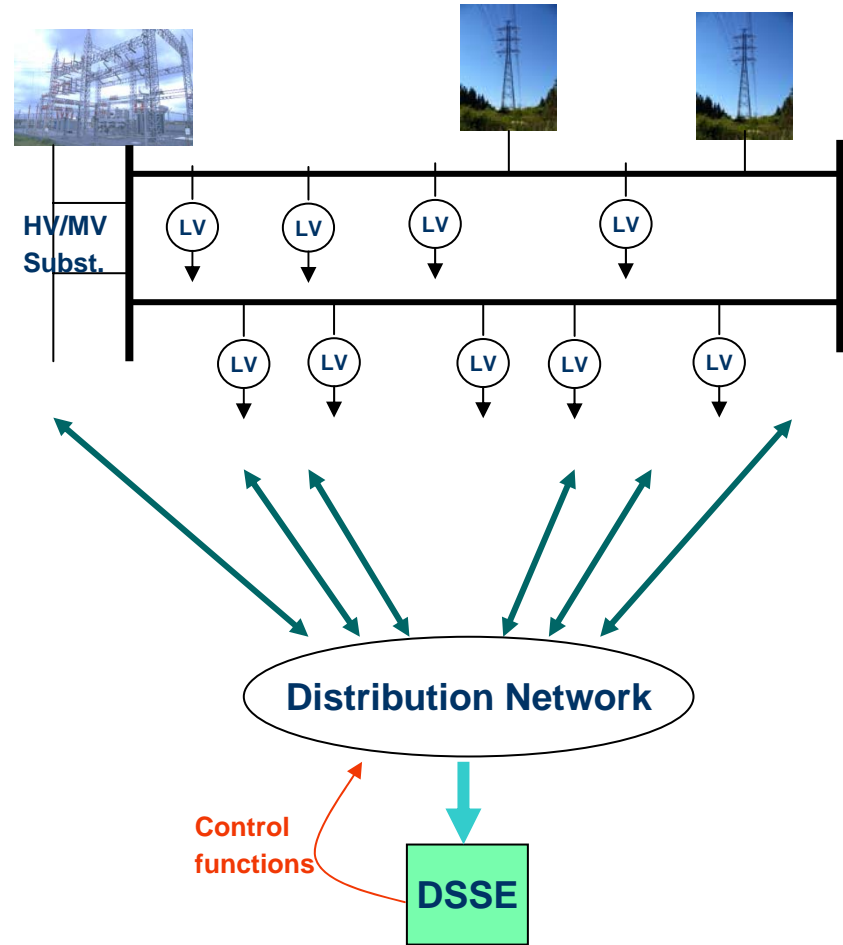 HV/MV
Subst.
LV
LV
LV
LV
LV
LV
LV
LV
LV
Distribution Network
Control
functions
DSSE